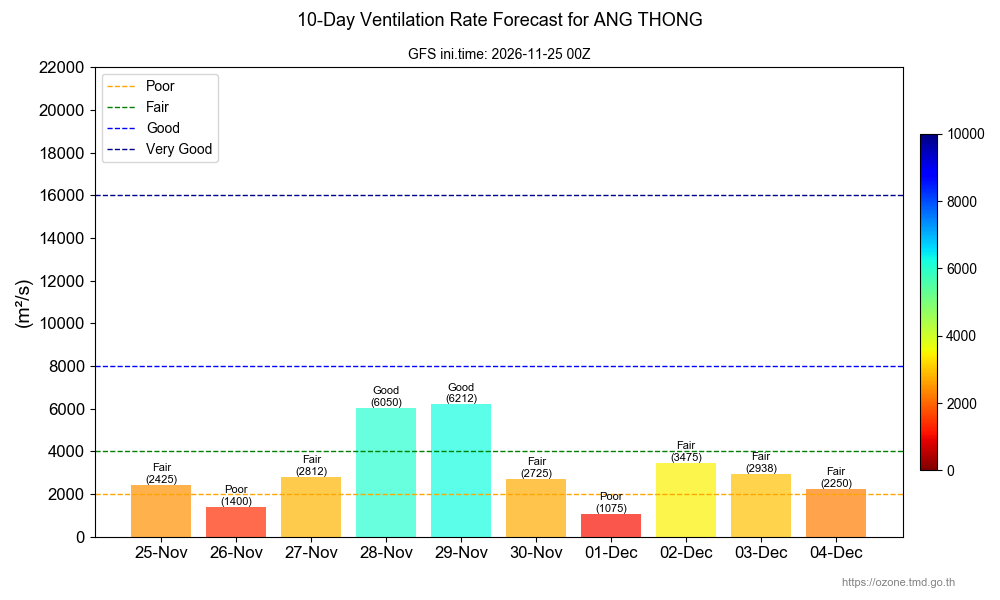 10-Day Ventilation Rate Forecast for ANG THONG
GFS ini.time: 2026-11-25 00Z
22000
20000
18000
16000
14000
12000
10000
8000
6000
4000
2000
0
(m²/s)
Poor
Fair
Good
Very Good
Fair
(2425)
Poor
(1400)
Fair
(2812)
Good
(6050)
Good
(6212)
Fair
(2725)
Poor
(1075)
Fair
(3475)
Fair
(2938)
Fair
(2250)
25-Nov
26-Nov
27-Nov
28-Nov
29-Nov
30-Nov
01-Dec
02-Dec
03-Dec
04-Dec
10000
8000
6000
4000
2000
0
https://ozone.tmd.go.th